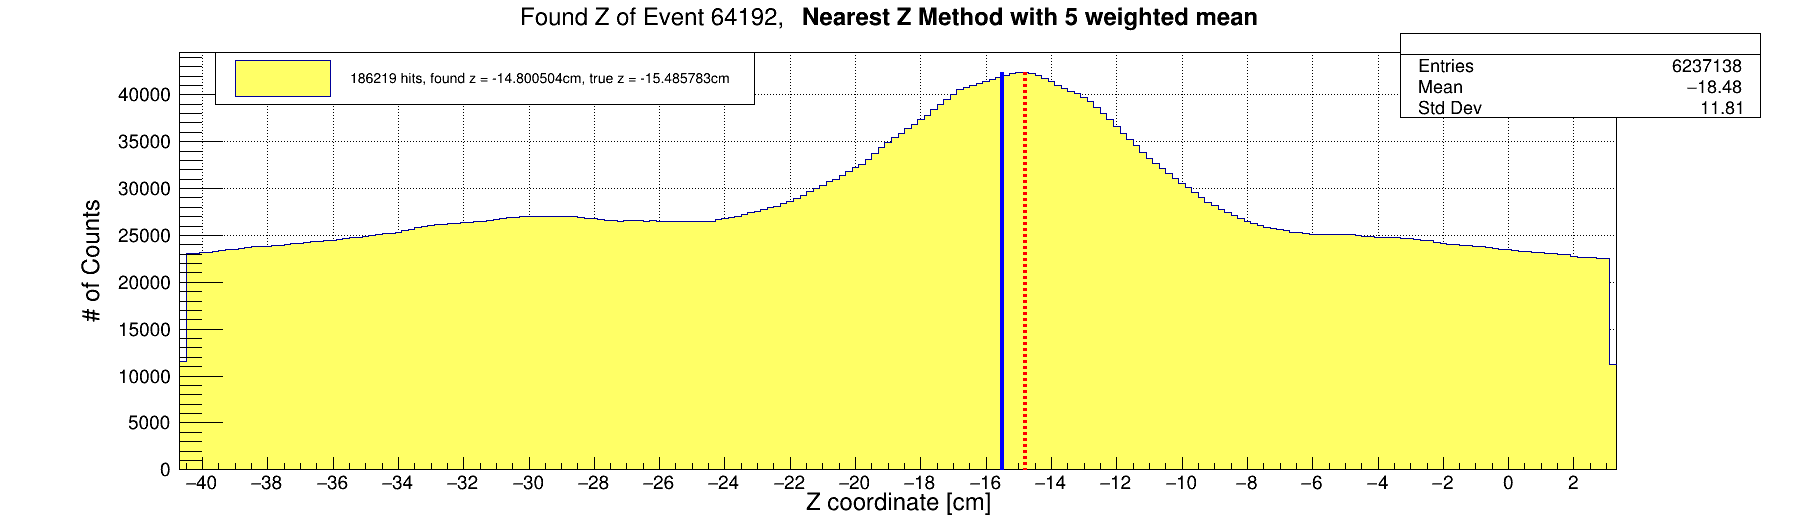 Found Z of Event 64192, Nearest Z Method with 5 weighted mean
186219 hits, found z = -14.800504cm, true z = -15.485783cm
Entries 6237138
Mean −18.48
Std Dev 11.81
# of Counts
40000
35000
30000
25000
20000
15000
10000
5000
0
−40 −38 −36 −34 −32 −30 −28 −26 −24 −22 −20 −18 −16 −14 −12 −10 −8 −6 −4 −2 0 2
Z coordinate [cm]